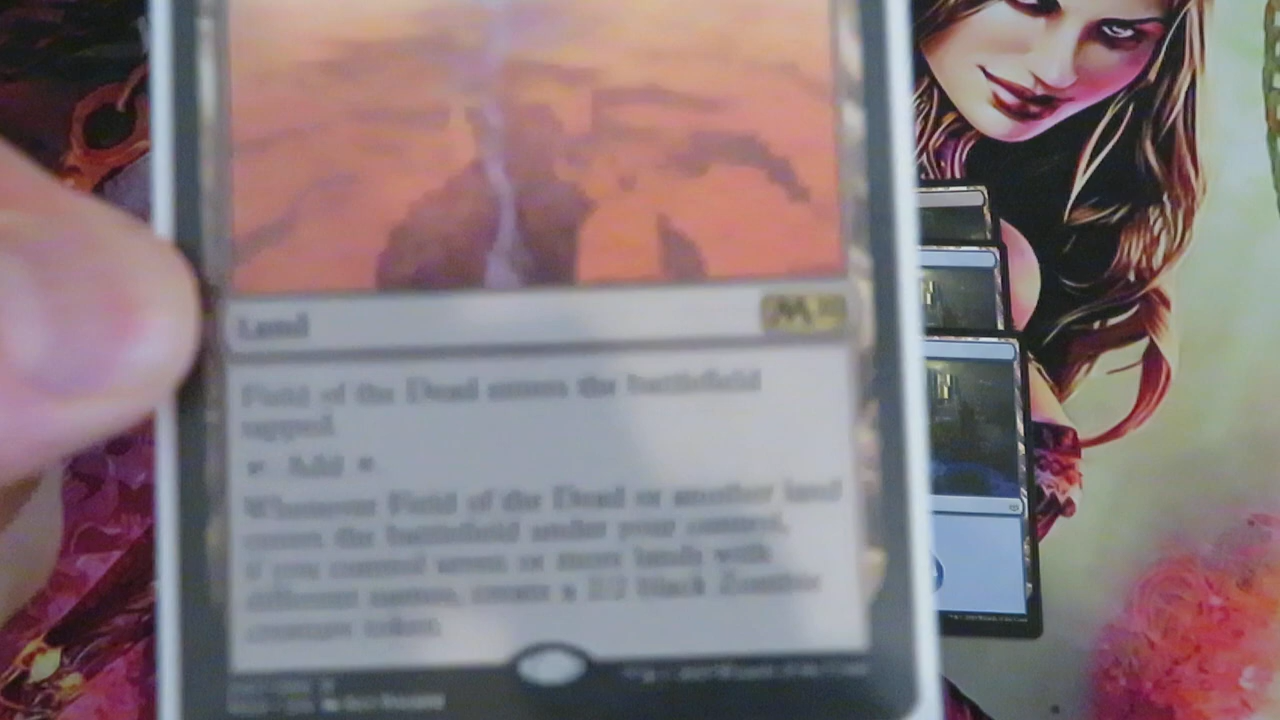 Land
Field of the Dead enters the battlefield
tapped.
: Add
Whenever Field of the Dead or another land
enters the battlefield under your control,
if you control seven or more lands with
different names, create a 2/2 black Zombie
creature token.